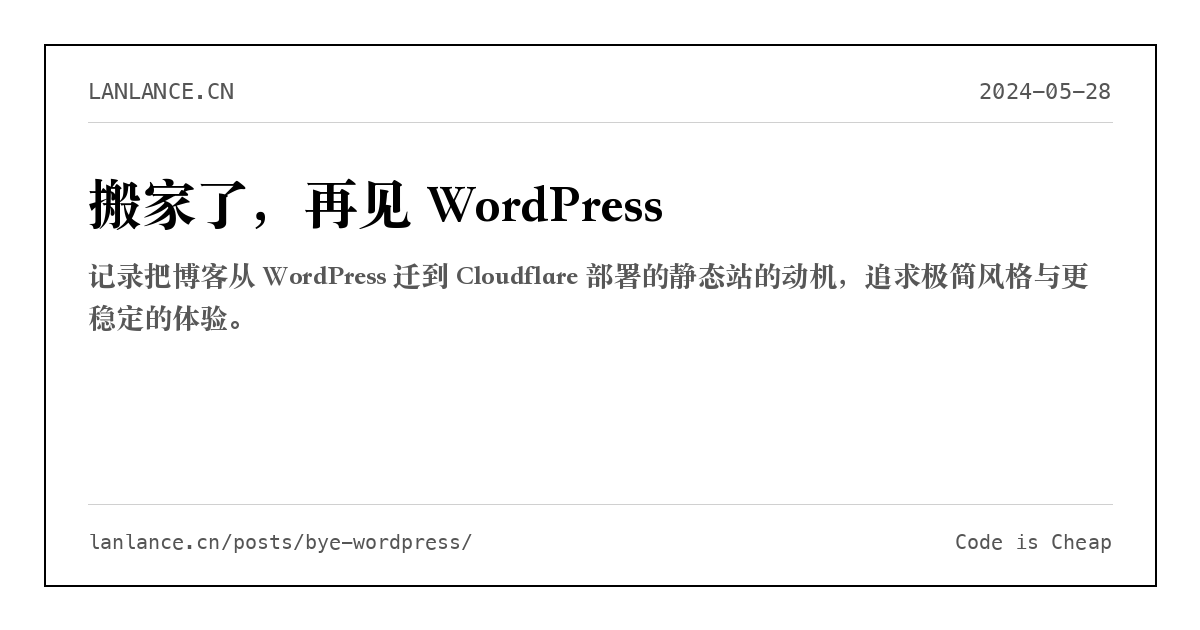 LANLANCE.CN
2024-05-28
搬家了，再见 WordPress
记录把博客从 WordPress 迁到 Cloudflare 部署的静态站的动机，追求极简风格与更
稳定的体验。
lanlance.cn/posts/bye-wordpress/
Code is Cheap